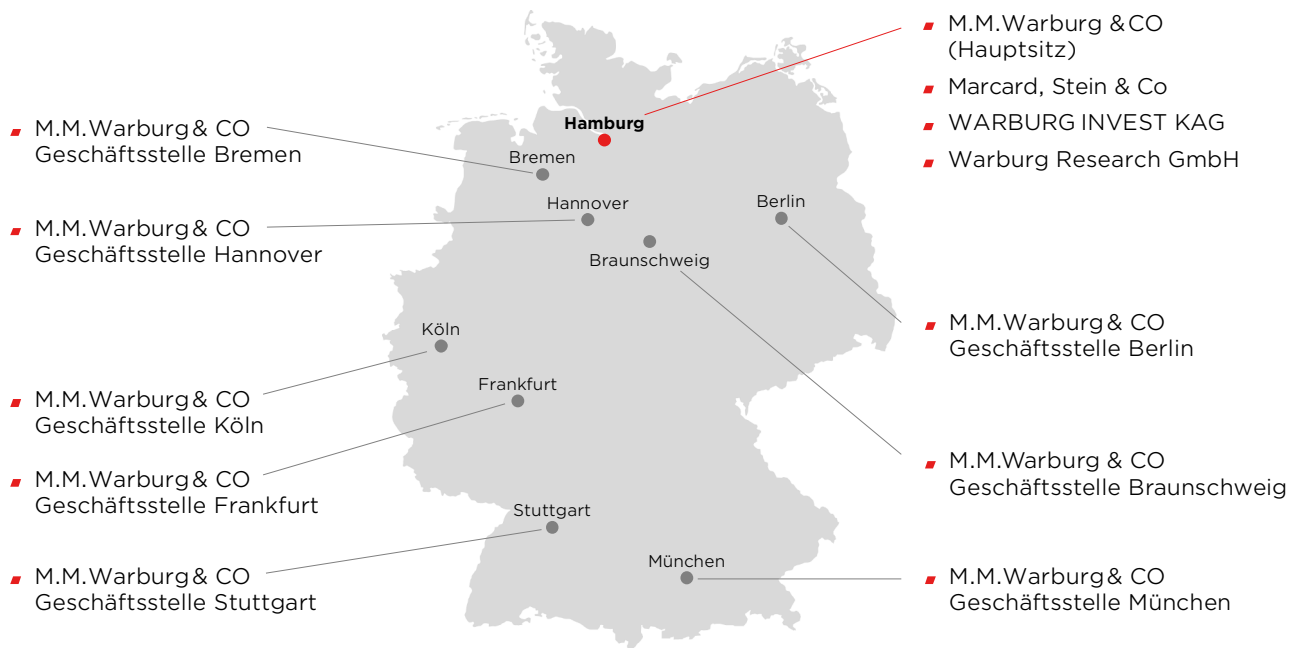 M.M.Warburg & CO
(Hauptsitz)
Marcard, Stein & Co
WARBURG INVEST KAG
Warburg Research GmbH
M.M.Warburg & CO
Geschäftsstelle Bremen
M.M.Warburg & CO
Geschäftsstelle Hannover
M.M.Warburg & CO
Geschäftsstelle Köln
M.M.Warburg & CO
Geschäftsstelle Frankfurt
M.M.Warburg & CO
Geschäftsstelle Stuttgart
Hamburg
Bremen
Hannover
Berlin
Braunschweig
Köln
Frankfurt
Stuttgart
München
M.M.Warburg & CO
Geschäftsstelle Berlin
M.M.Warburg & CO
Geschäftsstelle Braunschweig
M.M.Warburg & CO
Geschäftsstelle München